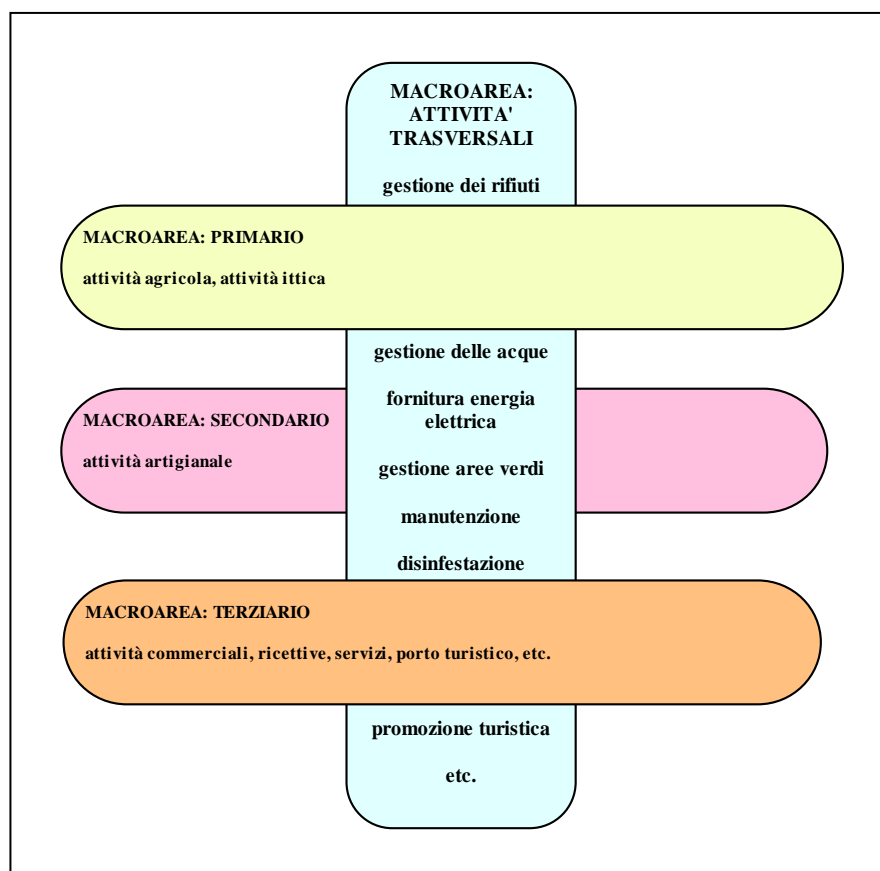 MACROAREA:
ATTIVITA'
TRASVERSALI
gestione dei rifiuti
MACROAREA: PRIMARIO
attività agricola, attività ittica
gestione delle acque
fornitura energia
elettrica
MACROAREA: SECONDARIO
attività artigianale
gestione aree verdi
manutenzione
disinfestazione
MACROAREA: TERZIARIO
attività commerciali, ricettive, servizi, porto turistico, etc.
promozione turistica
etc.